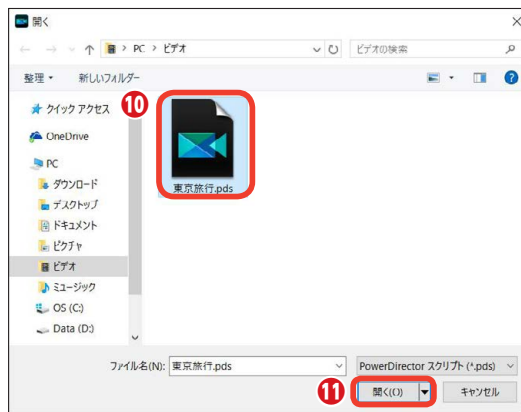 開く
PC › ビデオ
ビデオの検索
整理
新しいフォルダー
クイック アクセス
OneDrive
PC
ダウンロード
デスクトップ
ドキュメント
ピクチャ
ビデオ
ミュージック
OS (C:)
Data (D:)
10
東京旅行.pds
ファイル名(N):
東京旅行.pds
PowerDirector スクリプト (*.pds)
11
開く(O)
キャンセル